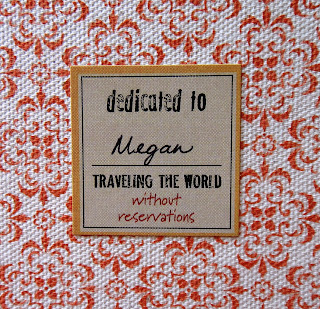 dedicated to
Megan
TRAVELING THE WORLD
without
reservations